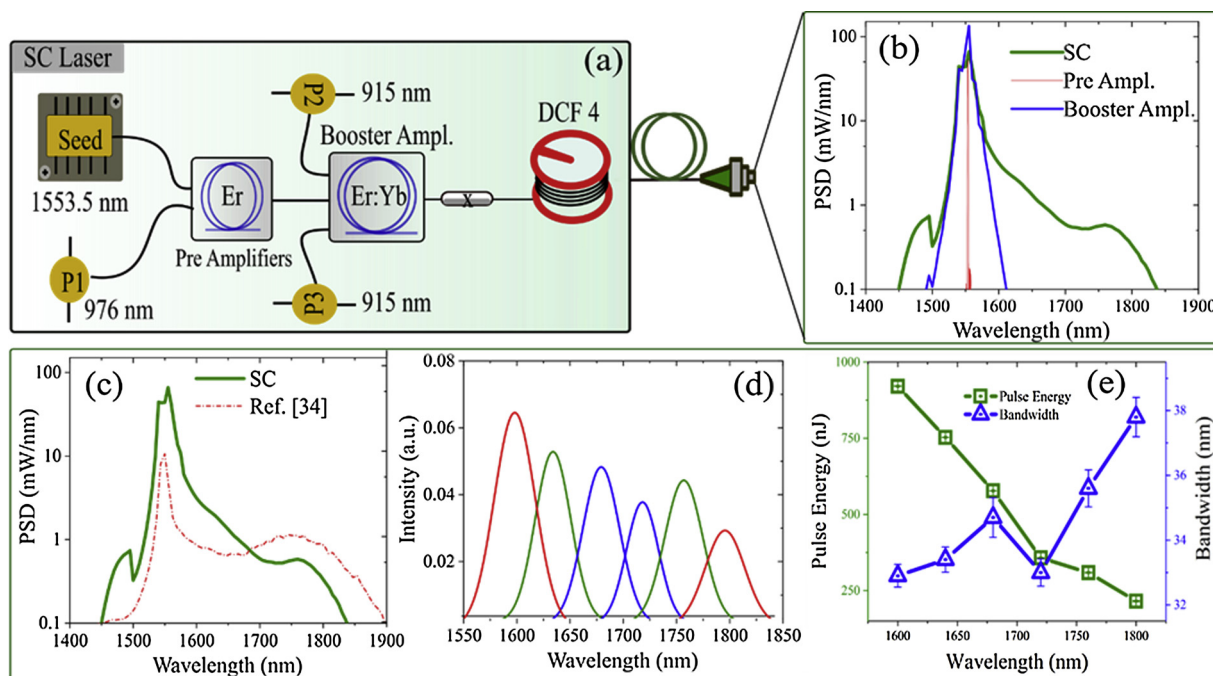 SC Laser
(a)
P2
915 nm
Booster Ampl.
DCF 4
Seed
1553.5 nm
Er
Er:Yb
X
Pre Amplifiers
P1
976 nm
P3
915 nm
(b)
SC
Pre Ampl.
Booster Ampl.
PSD (mW/nm)
100
10
1
0.1
1400 1500 1600 1700 1800 1900
Wavelength (nm)
(c)
SC
Ref. [34]
PSD (mW/nm)
100
10
1
0.1
1400 1500 1600 1700 1800 1900
Wavelength (nm)
(d)
Intensity (a.u.)
0.08
0.06
0.04
0.02
1550 1600 1650 1700 1750 1800 1850
Wavelength (nm)
(e)
Pulse Energy
Bandwidth
Pulse Energy (nJ)
1000
750
500
250
1600 1650 1700 1750 1800
Wavelength (nm)
38
36
34
32
Bandwidth (nm)